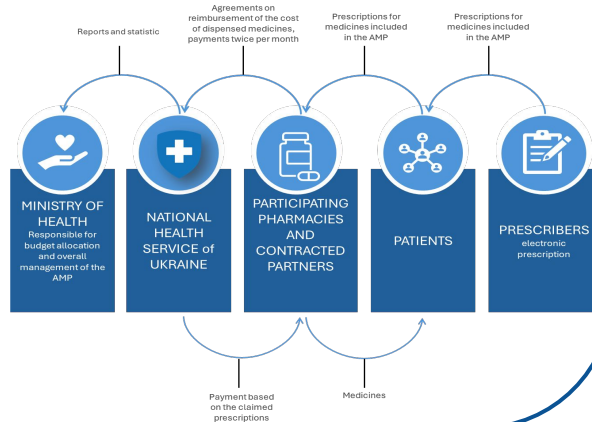 Reports and statistic
Agreements on
reimbursement of the cost
of dispensed medicines,
payments twice per month
Prescriptions for
medicines included
in the AMP
Prescriptions for
medicines included
in the AMP
MINISTRY OF
HEALTH
Responsible for
budget allocation
and overall
management of the
AMP
NATIONAL
HEALTH
SERVICE of
UKRAINE
PARTICIPATING
PHARMACIES
AND
CONTRACTED
PARTNERS
PATIENTS
PRESCRIBERS
electronic
prescription
Payment based
on the claimed
prescriptions
Medicines